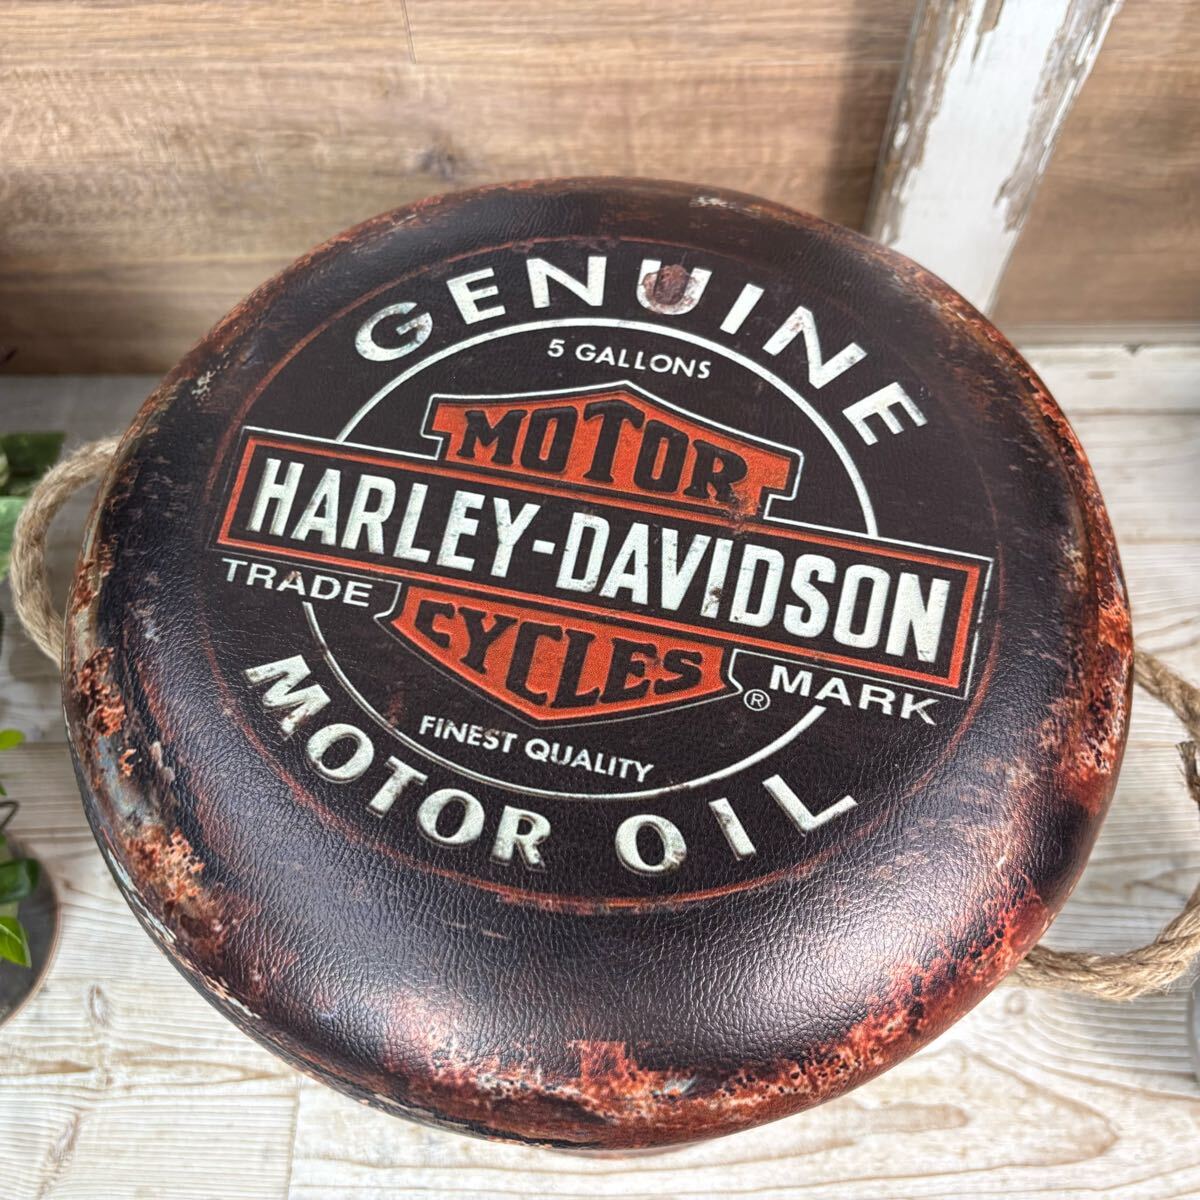 GENUINE
5 GALLONS
MOTOR
HARLEY-DAVIDSON
TRADE MARK
CYCLES
®
FINEST QUALITY
MOTOR OIL